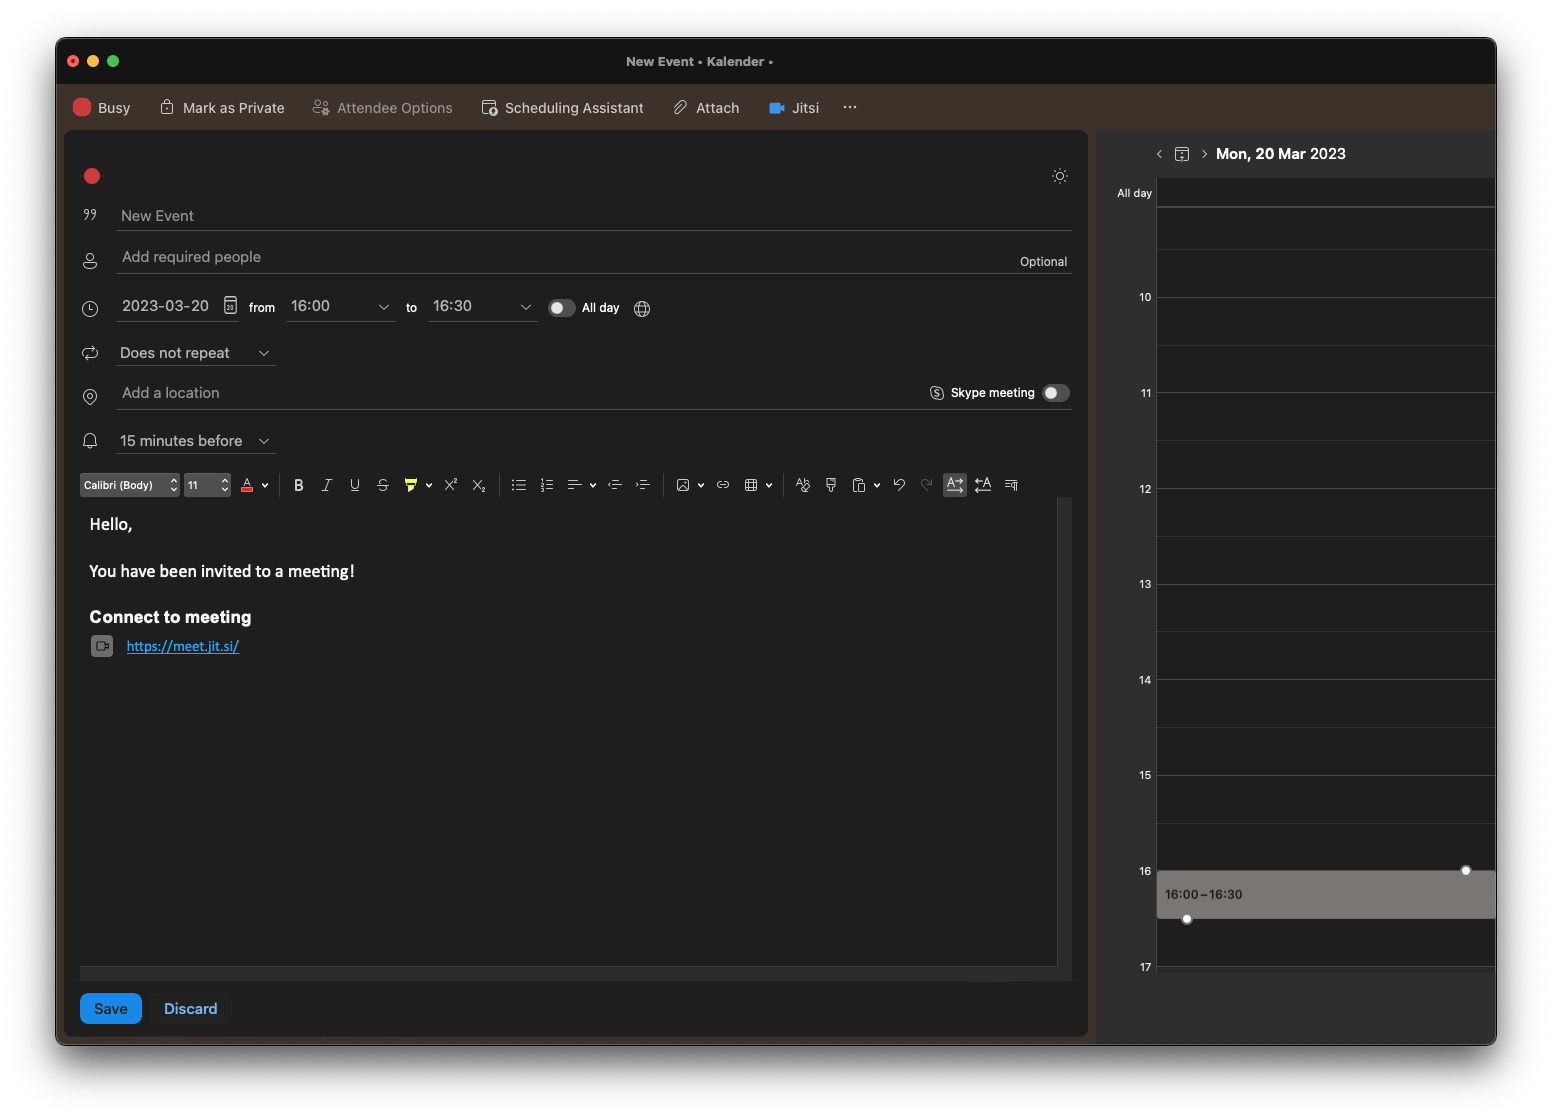 New Event • Kalender •
Busy Mark as Private Attendee Options Scheduling Assistant Attach Jitsi ...
New Event
Add required people Optional
2023-03-20 20 from 16:00 to 16:30 All day
Does not repeat
Add a location Skype meeting
15 minutes before
Calibri (Body) 11
Hello,
You have been invited to a meeting!
Connect to meeting
https://meet.jit.si/
Save Discard
Mon, 20 Mar 2023
All day
10
11
12
13
14
15
16
16:00–16:30
17